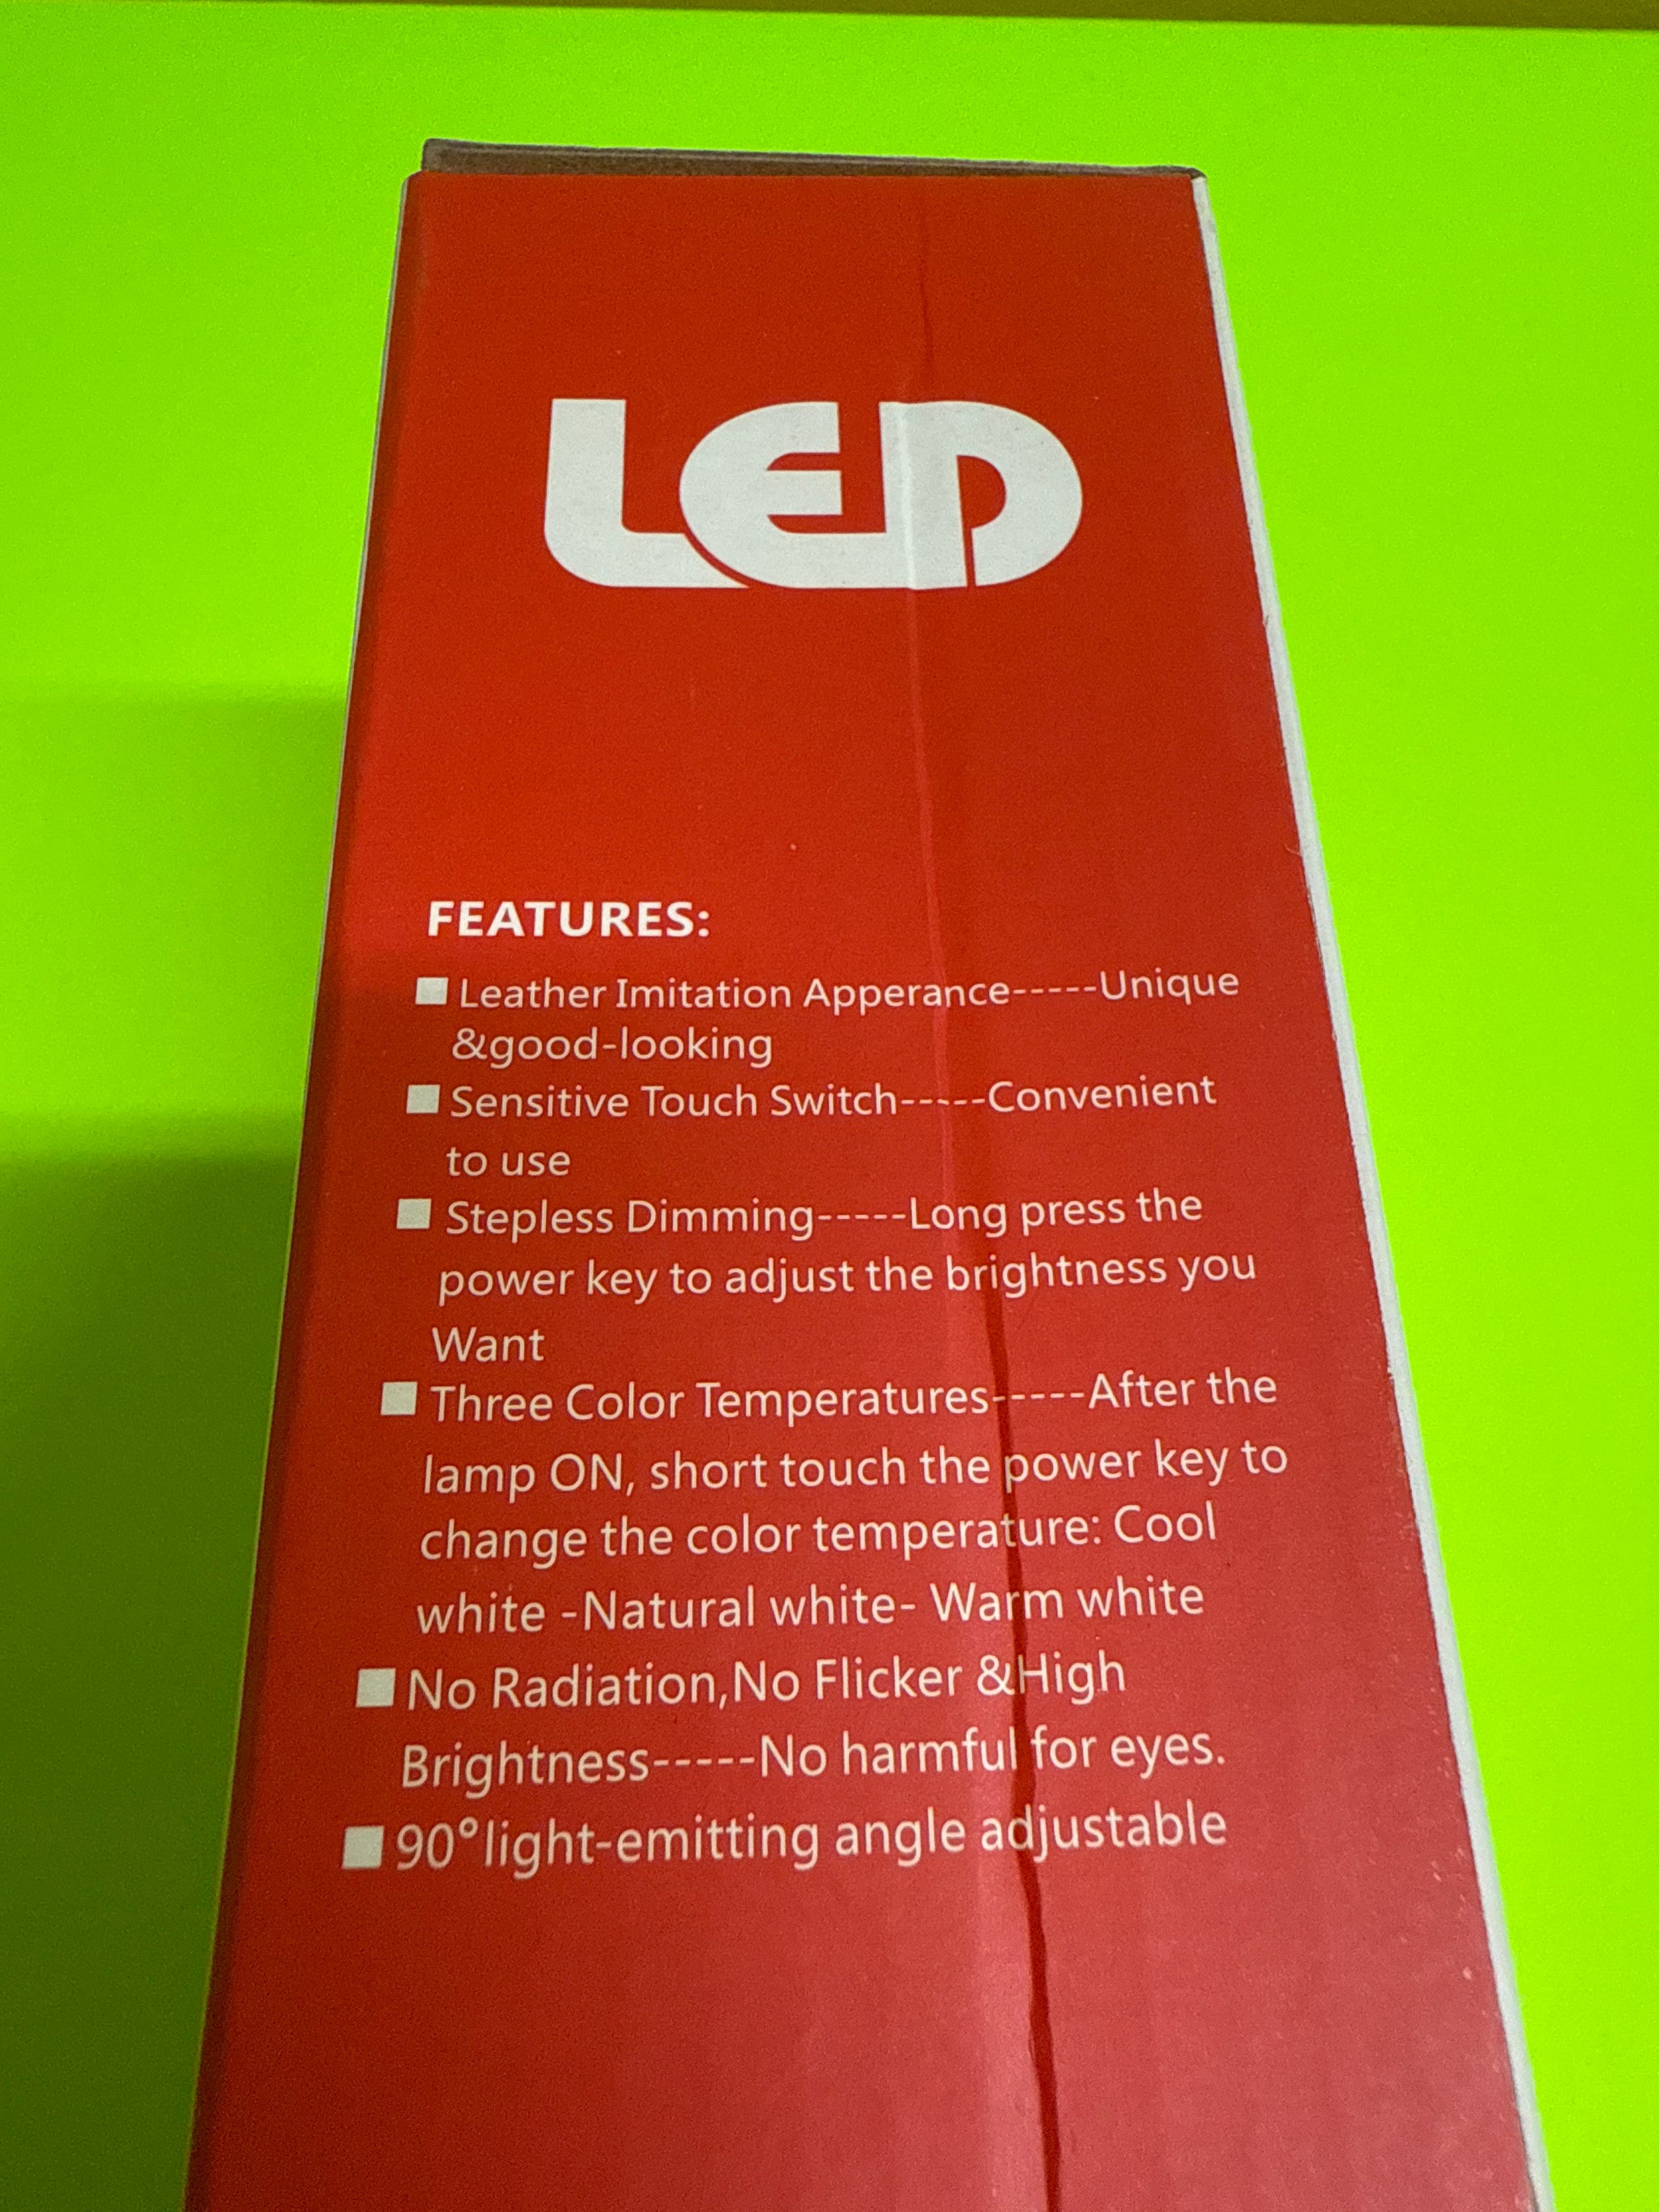 LED
FEATURES:
■ Leather Imitation Apperance-----Unique
&good-looking
■ Sensitive Touch Switch-----Convenient
to use
■ Stepless Dimming-----Long press the
power key to adjust the brightness you
Want
■ Three Color Temperatures-----After the
lamp ON, short touch the power key to
change the color temperature: Cool
white -Natural white- Warm white
■ No Radiation,No Flicker &High
Brightness-----No harmful for eyes.
■ 90°light-emitting angle adjustable